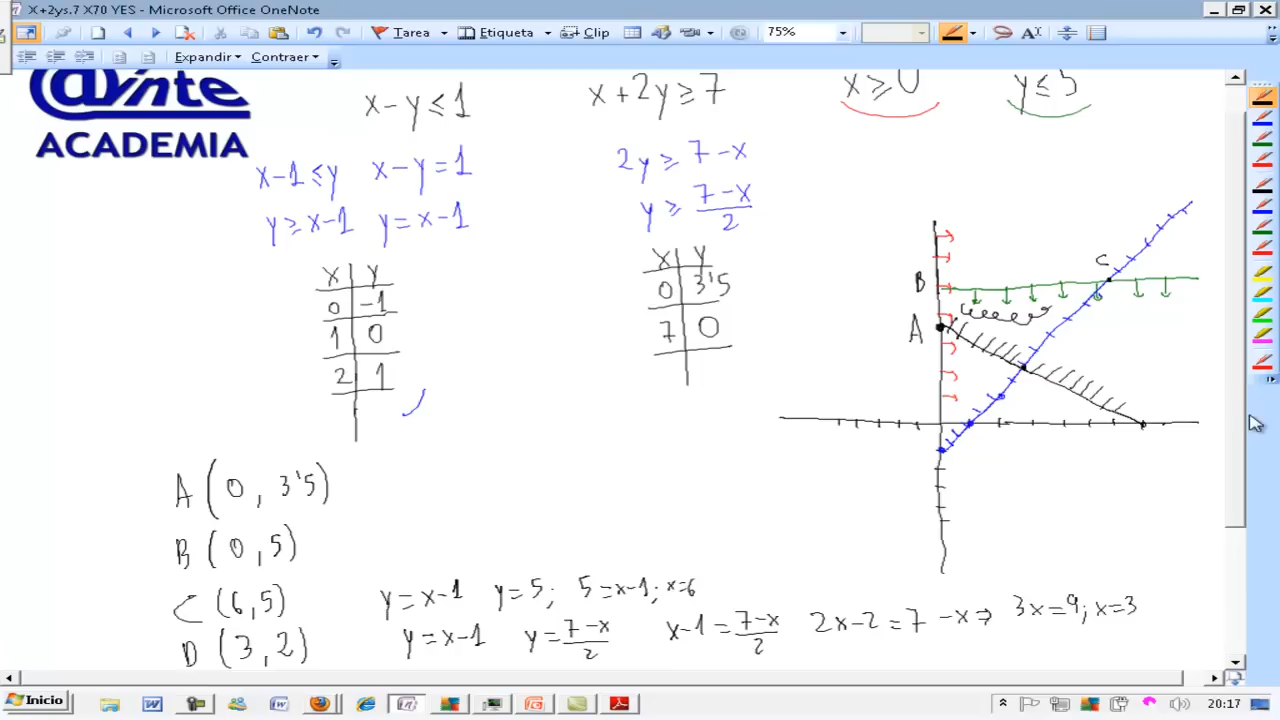 X+2ys.7 X70 YES - Microsoft Office OneNote
Tarea Etiqueta Clip 75%
Expandir Contraer
@inte
ACADEMIA
x-y≤1 x+2y≥7 x≥0 y≤5
x-1≤y x-y=1 2y≥7-x
y≥x-1 y=x-1 y≥ 7-x/2
x y
0 -1
1 0
2 1
x y
0 3'5
7 0
C
B
A
A (0, 3'5)
B (0, 5)
C (6,5) y=x-1 y=5; 5=x-1; x=6
D (3,2) y=x-1 y=7-x/2 x-1=7-x/2 2x-2=7-x⇒ 3x=9; x=3
Inicio 20:17